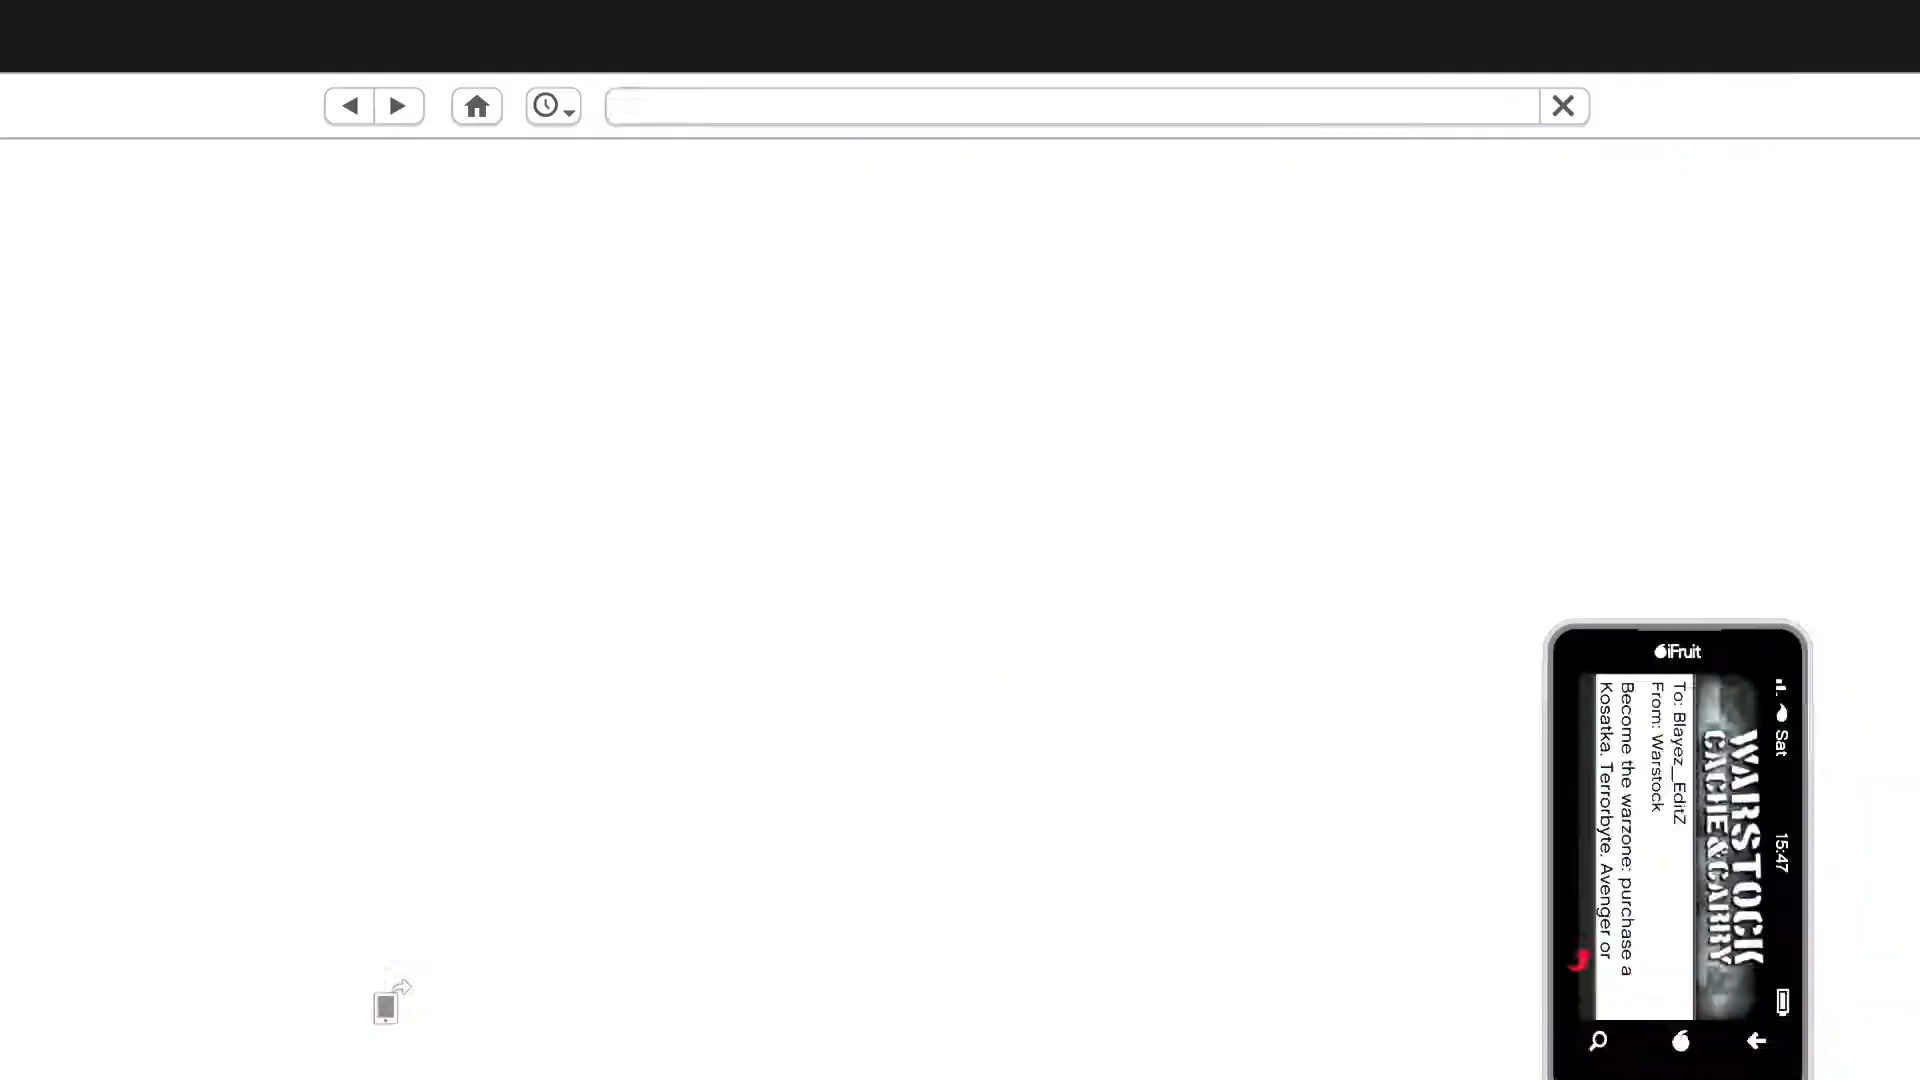 iFruit
Sat 15:47
WARSTOCK
CACHE & CARRY
To: Blayez_EditZ
From: Warstock
Become the warzone: purchase a
Kosatka, Terrorbyte, Avenger or